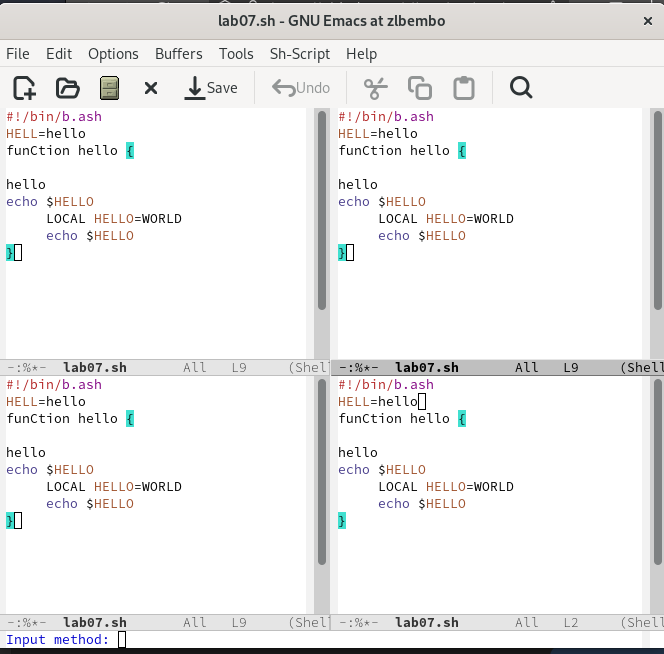 lab07.sh - GNU Emacs at zlbembo
File Edit Options Buffers Tools Sh-Script Help
Save Undo
#!/bin/b.ash
HELL=hello
funCtion hello {
hello
echo $HELLO
LOCAL HELLO=WORLD
echo $HELLO
}
-:%*- lab07.sh All L9 (Shell
#!/bin/b.ash
HELL=hello
funCtion hello {
hello
echo $HELLO
LOCAL HELLO=WORLD
echo $HELLO
}
-:%*- lab07.sh All L9 (Shell
#!/bin/b.ash
HELL=hello
funCtion hello {
hello
echo $HELLO
LOCAL HELLO=WORLD
echo $HELLO
}
-:%*- lab07.sh All L9 (Shell
#!/bin/b.ash
HELL=hello
funCtion hello {
hello
echo $HELLO
LOCAL HELLO=WORLD
echo $HELLO
}
-:%*- lab07.sh All L2 (Shell
Input method: